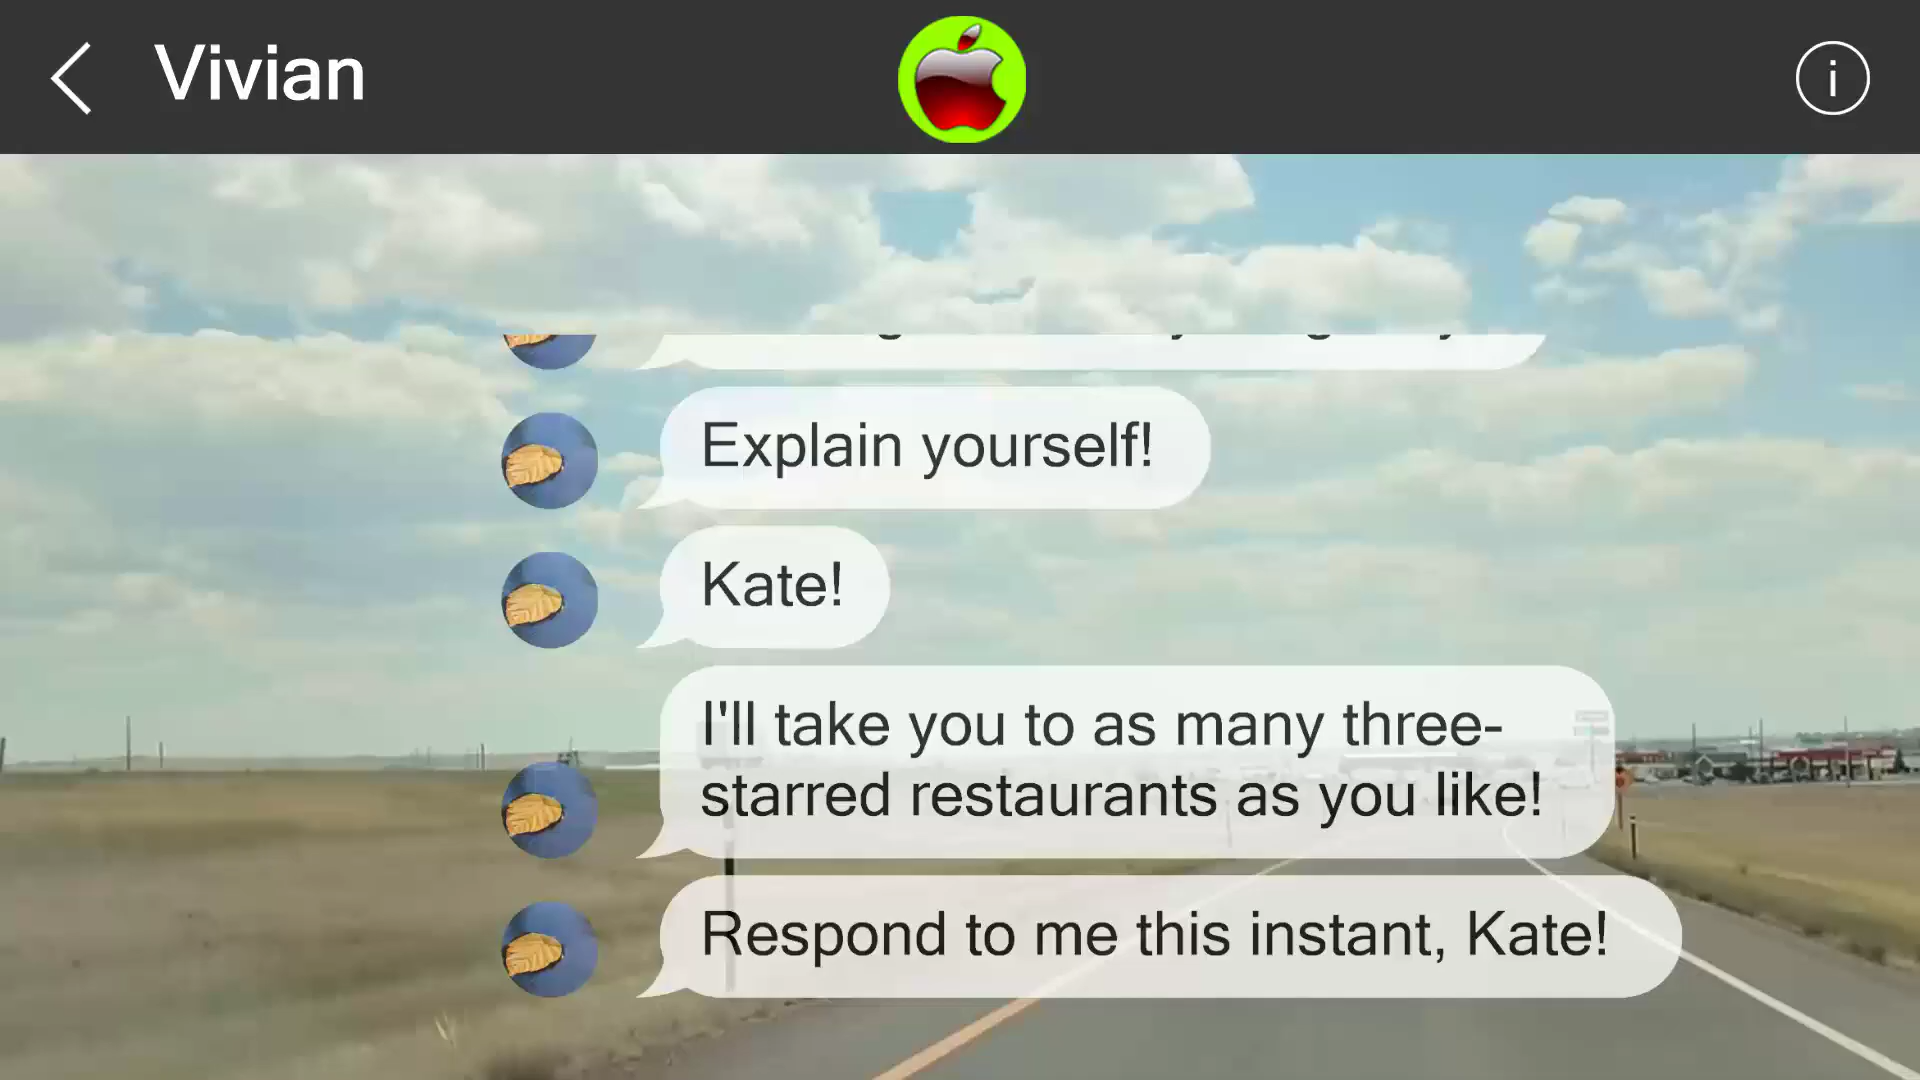 Vivian
i
Explain yourself!
Kate!
I'll take you to as many three-
starred restaurants as you like!
Respond to me this instant, Kate!